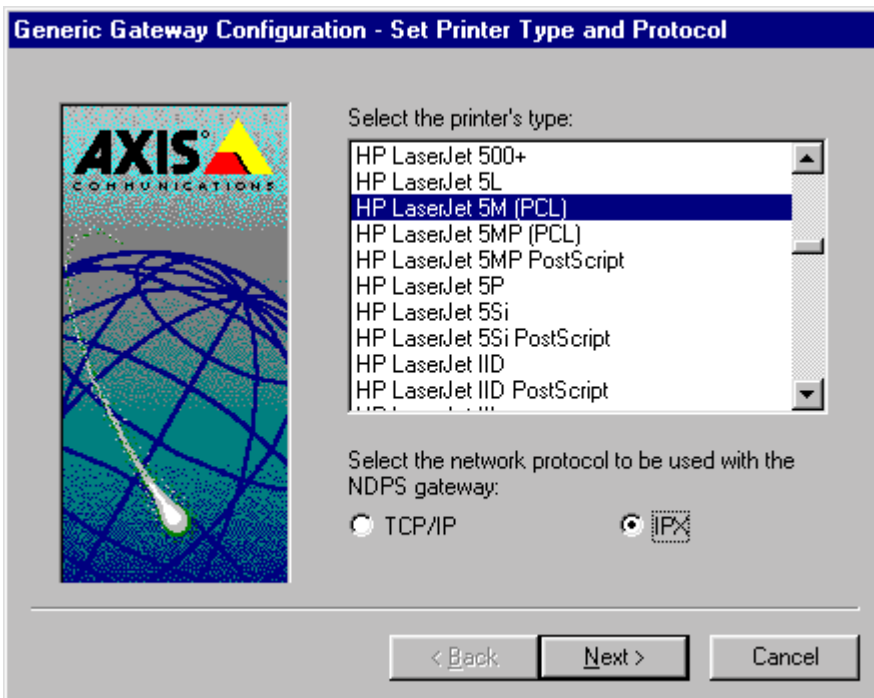 Generic Gateway Configuration - Set Printer Type and Protocol
AXIS
COMMUNICATIONS
Select the printer's type:
HP LaserJet 500+
HP LaserJet 5L
HP LaserJet 5M (PCL)
HP LaserJet 5MP (PCL)
HP LaserJet 5MP PostScript
HP LaserJet 5P
HP LaserJet 5Si
HP LaserJet 5Si PostScript
HP LaserJet IID
HP LaserJet IID PostScript
Select the network protocol to be used with the
NDPS gateway:
TCP/IP
IPX
< Back
Next >
Cancel